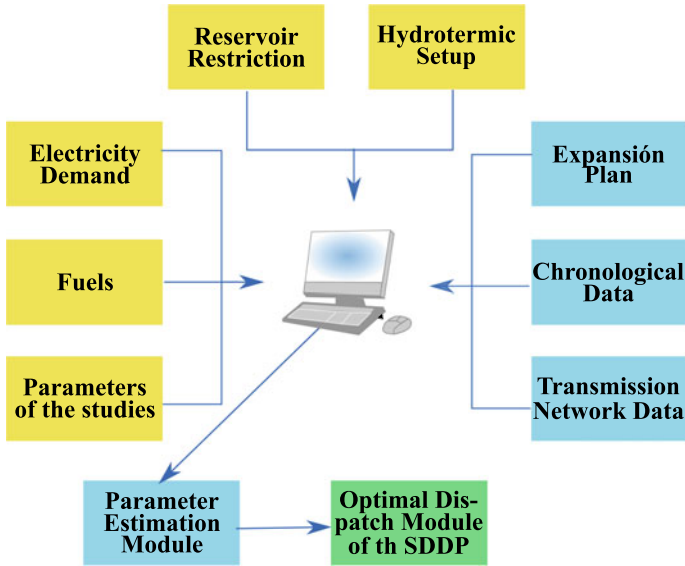 Reservoir
Restriction
Hydrotermic
Setup
Electricity
Demand
Expansión
Plan
Fuels
Chronological
Data
Parameters
of the studies
Transmission
Network Data
Parameter
Estimation
Module
Optimal Dis-
patch Module
of th SDDP